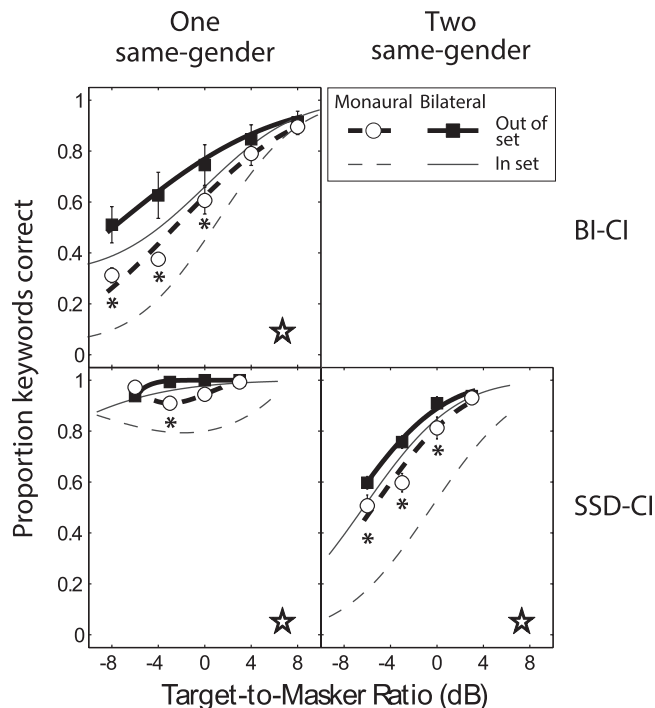 One
same-gender
Two
same-gender
Monaural Bilateral
Out of
set
In set
BI-CI
SSD-CI
Proportion keywords correct
1
0.8
0.6
0.4
0.2
0
*
*
*
1
0.8
0.6
0.4
0.2
0
*
*
*
*
-8 -4 0 4 8
-8 -4 0 4 8
Target-to-Masker Ratio (dB)